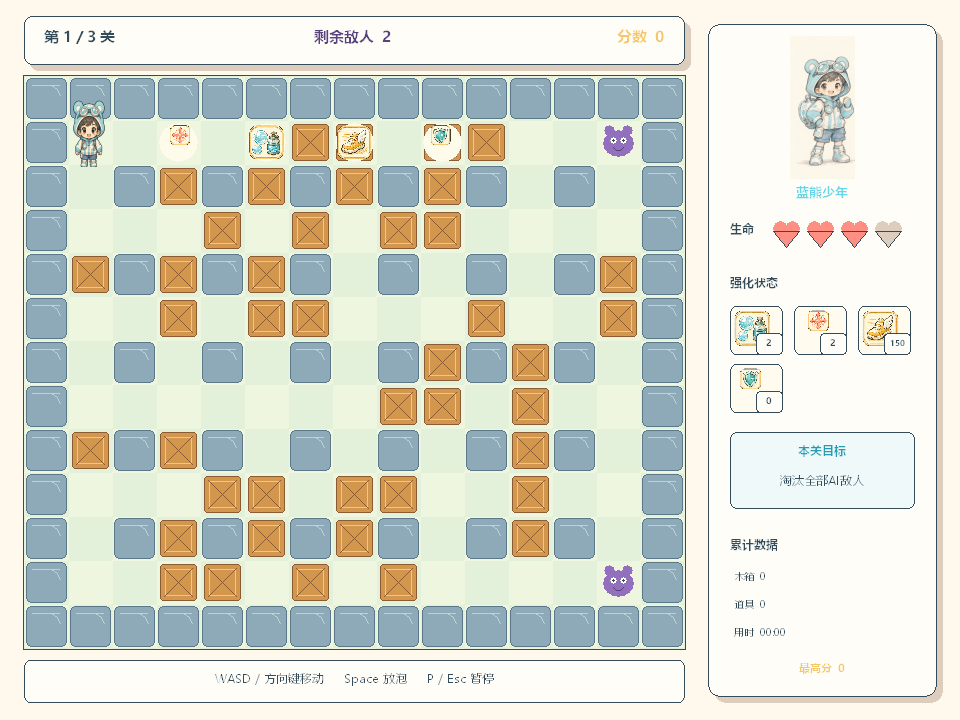 第 1 / 3 关
剩余敌人 2
分数 0
蓝熊少年
生命
强化状态
2
2
150
0
本关目标
淘汰全部AI敌人
累计数据
木箱 0
道具 0
用时 00:00
最高分 0
WASD / 方向键移动 Space 放泡 P / Esc 暂停